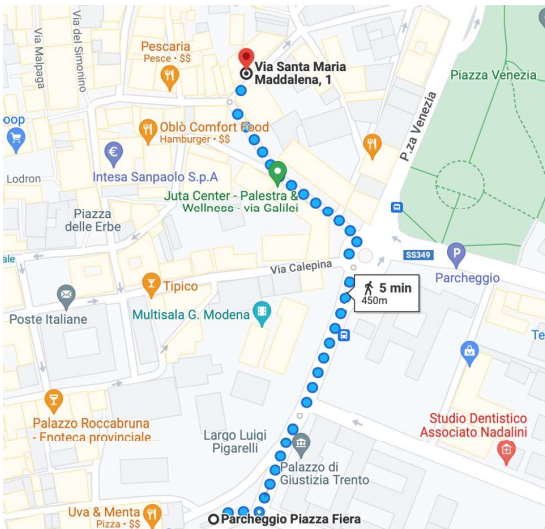 Via Malpaga
Via del Simonino
Pescaria
Pesce • $$
Via Santa Maria
Maddalena, 1
Piazza Venezia
P.za Venezia
oop
Oblò Comfort Food
Hamburger • $$
Lodron
Intesa Sanpaolo S.p.A
Juta Center - Palestra &
Wellness - via Galilei
Piazza
delle Erbe
SS349
ale
Via Calepina
P
Parcheggio
Tipico
5 min
450m
Poste Italiane
Multisala G. Modena
Te
Palazzo Roccabruna
- Enoteca provinciale...
Largo Luigi
Pigarelli
Studio Dentistico
Associato Nadalini
Palazzo di
Giustizia Trento
Uva & Menta
Pizza • $$
Parcheggio Piazza Fiera